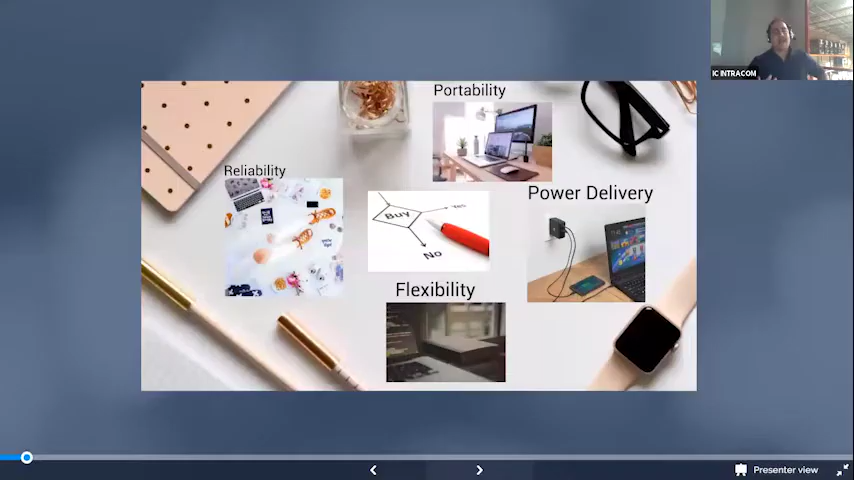 IC INTRACOM
Portability
Reliability
Power Delivery
Buy
Yes
No
Flexibility
Presenter view